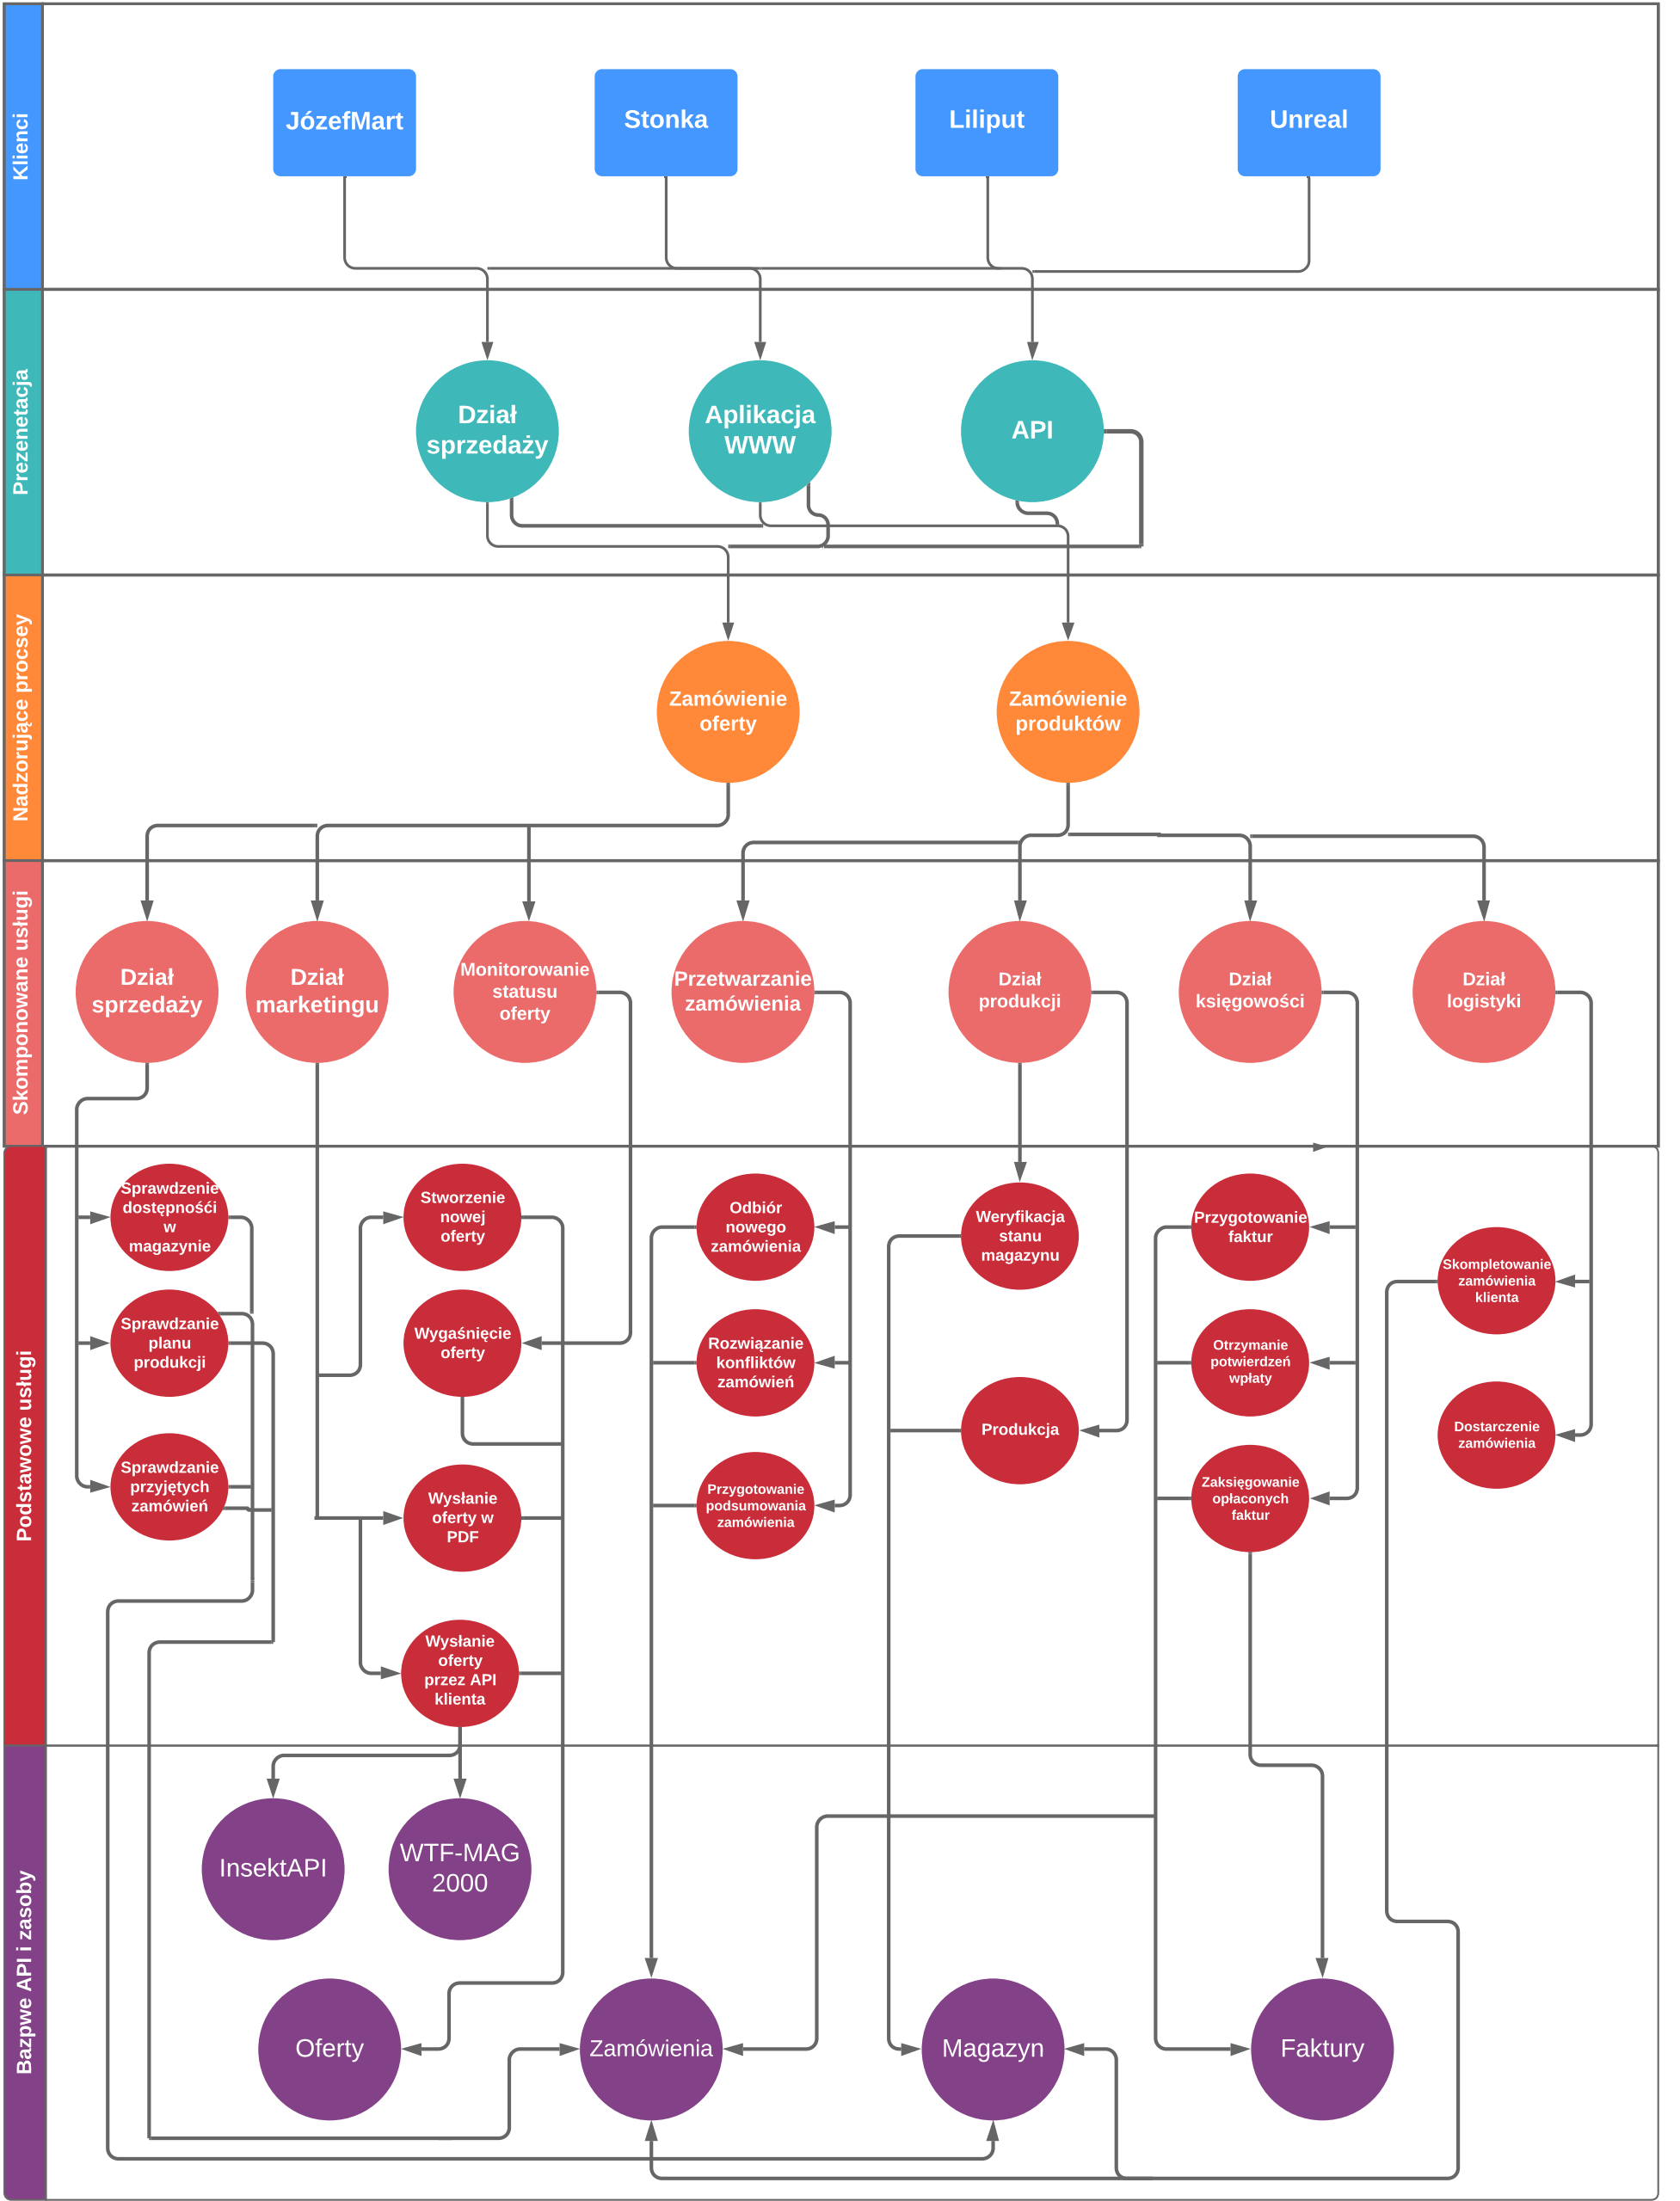 Klienci
JózefMart
Stonka
Liliput
Unreal
Prezenetacja
Dział
sprzedaży
Aplikacja
WWW
API
Nadzorujące procsey
Zamówienie
oferty
Zamówienie
produktów
Skomponowane usługi
Dział
sprzedaży
Dział
marketingu
Monitorowanie
statusu
oferty
Przetwarzanie
zamówienia
Dział
produkcji
Dział
księgowości
Dział
logistyki
Podstawowe usługi
Sprawdzenie
dostępnośći
w
magazynie
Sprawdzanie
planu
produkcji
Sprawdzanie
przyjętych
zamówień
Stworzenie
nowej
oferty
Wygaśnięcie
oferty
Wysłanie
oferty w
PDF
Wysłanie
oferty
przez API
klienta
Odbiór
nowego
zamówienia
Rozwiązanie
konfliktów
zamówień
Przygotowanie
podsumowania
zamówienia
Weryfikacja
stanu
magazynu
Produkcja
Przygotowanie
faktur
Otrzymanie
potwierdzeń
wpłaty
Zaksięgowanie
opłaconych
faktur
Skompletowanie
zamówienia
klienta
Dostarczenie
zamówienia
Bazpwe API i zasoby
InsektAPI
WTF-MAG
2000
Oferty
Zamówienia
Magazyn
Faktury